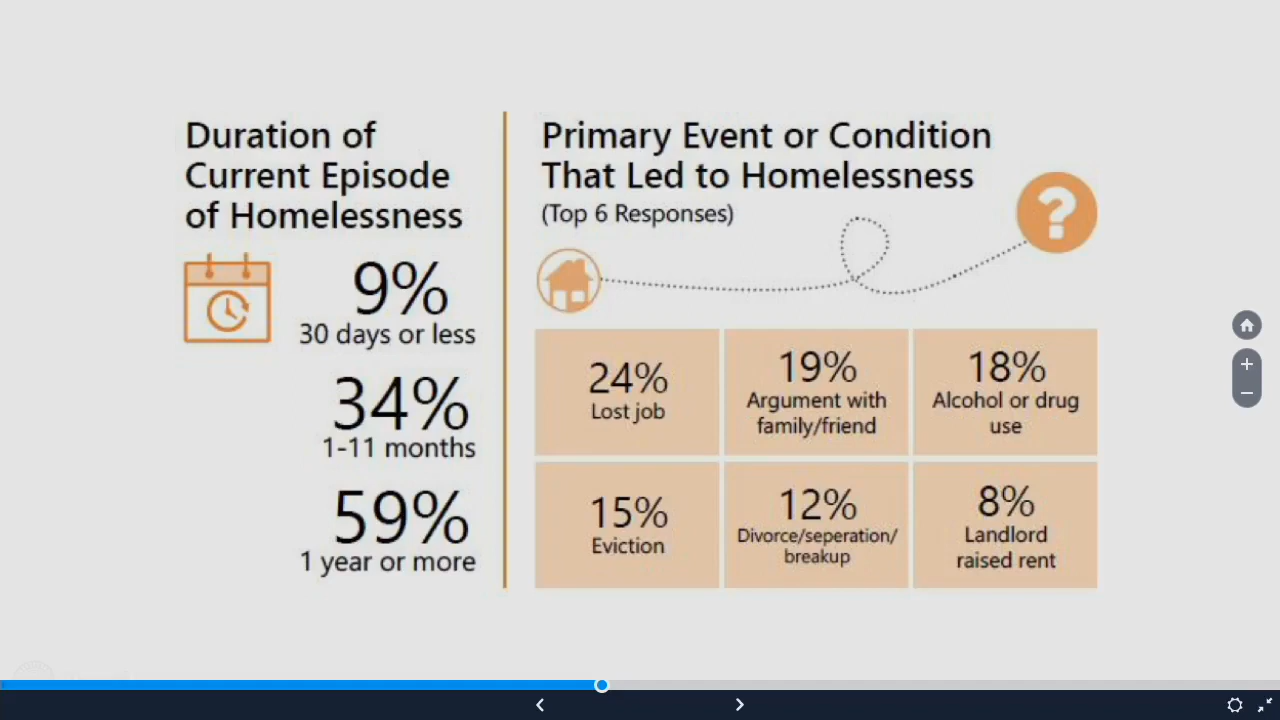 Duration of
Current Episode
of Homelessness
9%
30 days or less
34%
1-11 months
59%
1 year or more
Primary Event or Condition
That Led to Homelessness
(Top 6 Responses)
?
24%
Lost job
19%
Argument with
family/friend
18%
Alcohol or drug
use
15%
Eviction
12%
Divorce/seperation/
breakup
8%
Landlord
raised rent